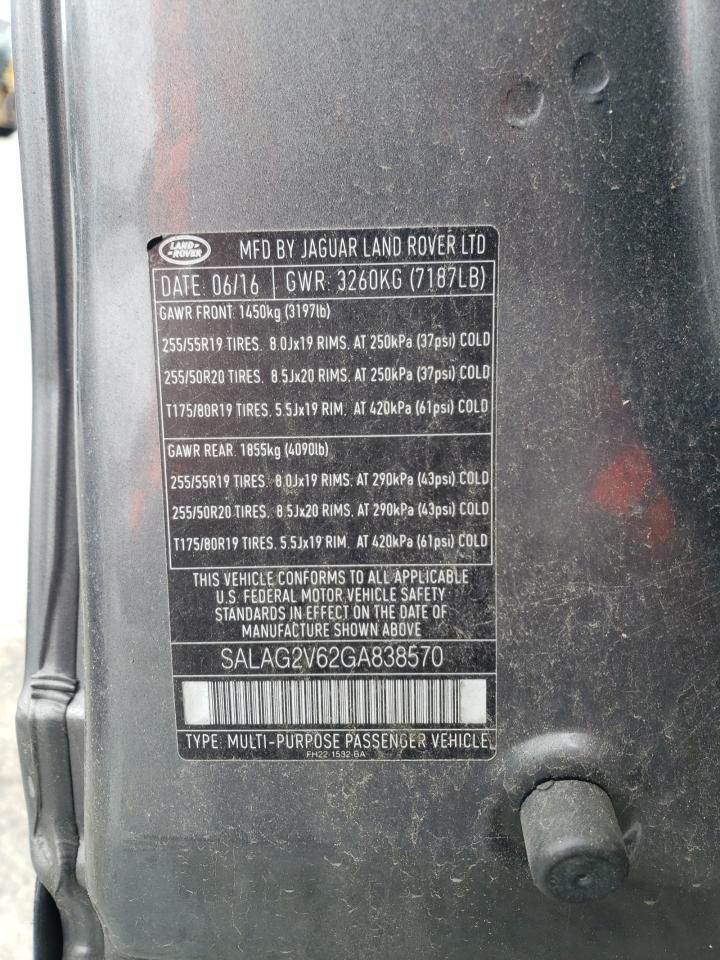 LAND-
-ROVER
MFD BY JAGUAR LAND ROVER LTD
DATE: 06/16 GWR: 3260KG (7187LB)
GAWR FRONT: 1450kg (3197lb)
255/55R19 TIRES. 8.0Jx19 RIMS. AT 250kPa (37psi) COLD
255/50R20 TIRES. 8.5Jx20 RIMS. AT 250kPa (37psi) COLD
T175/80R19 TIRES. 5.5Jx19 RIM. AT 420kPa (61psi) COLD
GAWR REAR: 1855kg (4090lb)
255/55R19 TIRES. 8.0Jx19 RIMS. AT 290kPa (43psi) COLD
255/50R20 TIRES. 8.5Jx20 RIMS. AT 290kPa (43psi) COLD
T175/80R19 TIRES. 5.5Jx19 RIM. AT 420kPa (61psi) COLD
THIS VEHICLE CONFORMS TO ALL APPLICABLE
U.S. FEDERAL MOTOR VEHICLE SAFETY
STANDARDS IN EFFECT ON THE DATE OF
MANUFACTURE SHOWN ABOVE
SALAG2V62GA838570
TYPE: MULTI-PURPOSE PASSENGER VEHICLE
FH22-1532-BA